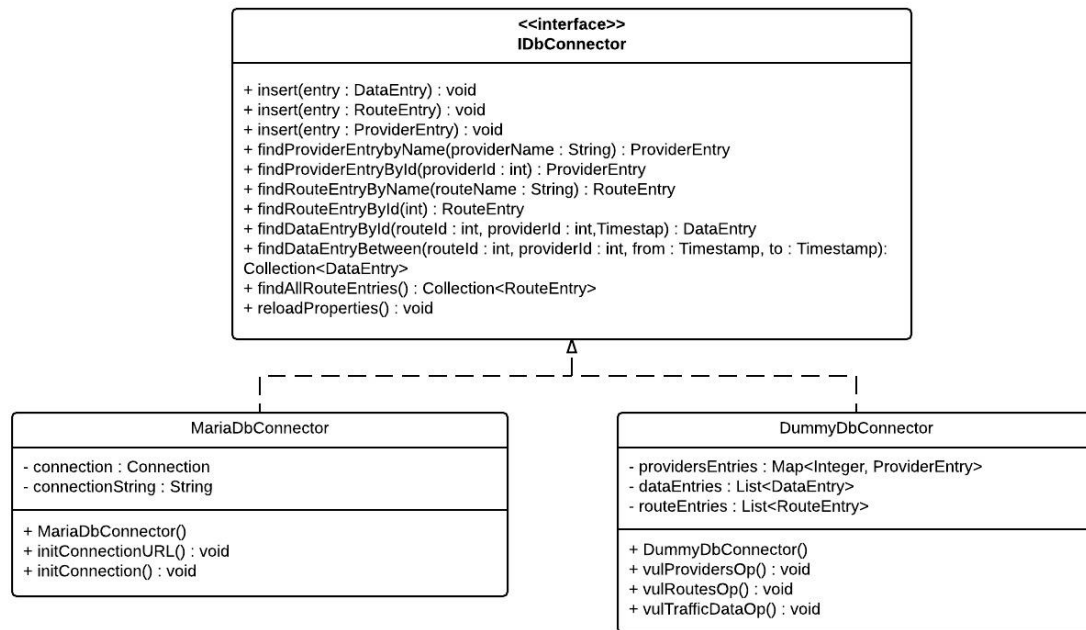 <<interface>>
IDbConnector
+ insert(entry : DataEntry) : void
+ insert(entry : RouteEntry) : void
+ insert(entry : ProviderEntry) : void
+ findProviderEntrybyName(providerName : String) : ProviderEntry
+ findProviderEntryById(providerId : int) : ProviderEntry
+ findRouteEntryByName(routeName : String) : RouteEntry
+ findRouteEntryById(int) : RouteEntry
+ findDataEntryById(routeId : int, providerId : int,Timestap) : DataEntry
+ findDataEntryBetween(routeId : int, providerId : int, from : Timestamp, to : Timestamp):
Collection<DataEntry>
+ findAllRouteEntries() : Collection<RouteEntry>
+ reloadProperties() : void
MariaDbConnector
- connection : Connection
- connectionString : String
+ MariaDbConnector()
+ initConnectionURL() : void
+ initConnection() : void
DummyDbConnector
- providersEntries : Map<Integer, ProviderEntry>
- dataEntries : List<DataEntry>
- routeEntries : List<RouteEntry>
+ DummyDbConnector()
+ vulProvidersOp() : void
+ vulRoutesOp() : void
+ vulTrafficDataOp() : void